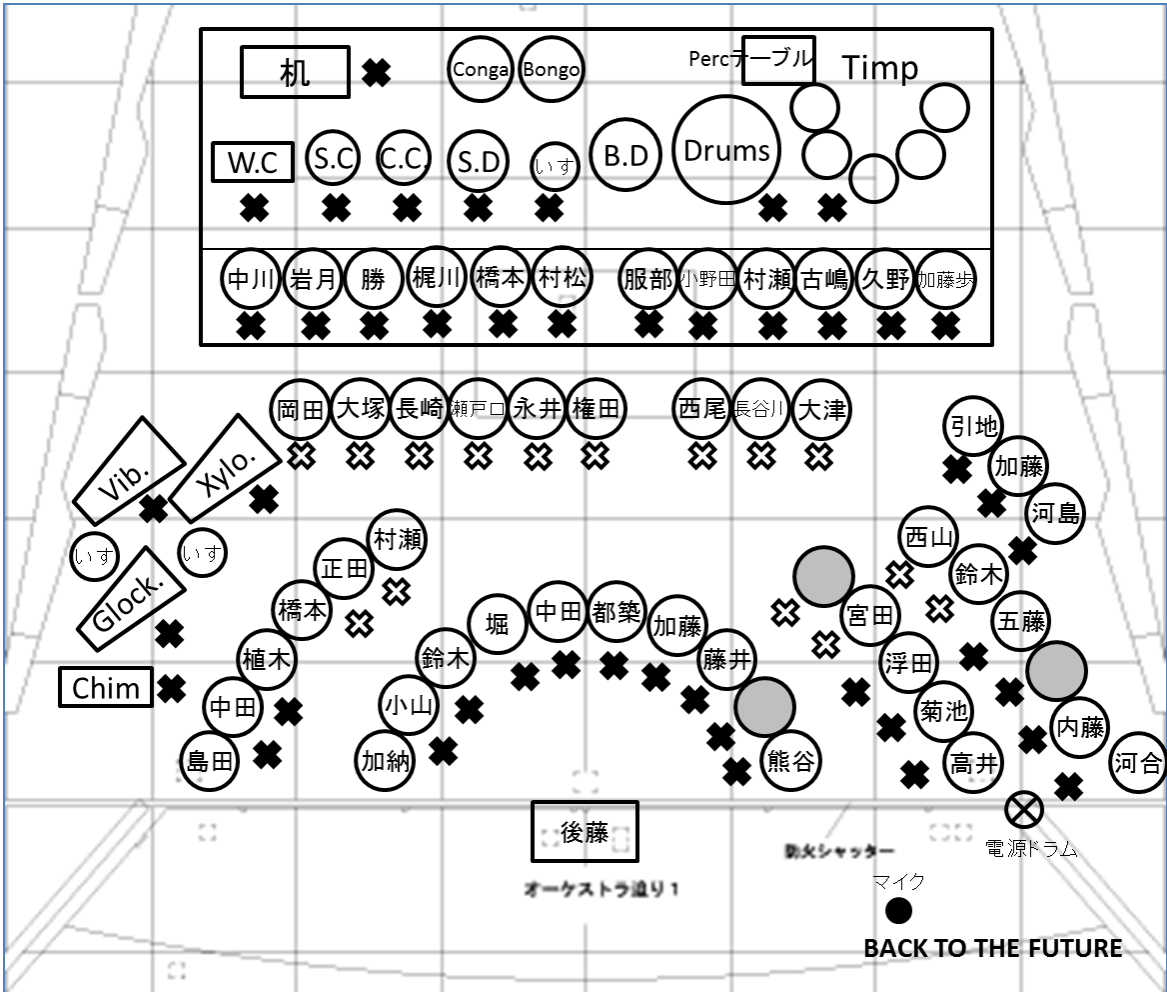 机
Conga
Bongo
Percテーブル
Timp
W.C
S.C
C.C.
S.D
いす
B.D
Drums
中川
岩月
勝
梶川
橋本
村松
服部
小野田
村瀬
古嶋
久野
加藤歩
岡田
大塚
長崎
瀬戸口
永井
権田
西尾
長谷川
大津
引地
加藤
河島
Vib.
Xylo.
いす
いす
Glock.
Chim
村瀬
正田
橋本
植木
中田
島田
堀
中田
都築
加藤
鈴木
藤井
小山
加納
熊谷
西山
鈴木
宮田
五藤
浮田
菊池
内藤
高井
河合
後藤
オーケストラ迫り1
防火シャッター
電源ドラム
マイク
BACK TO THE FUTURE